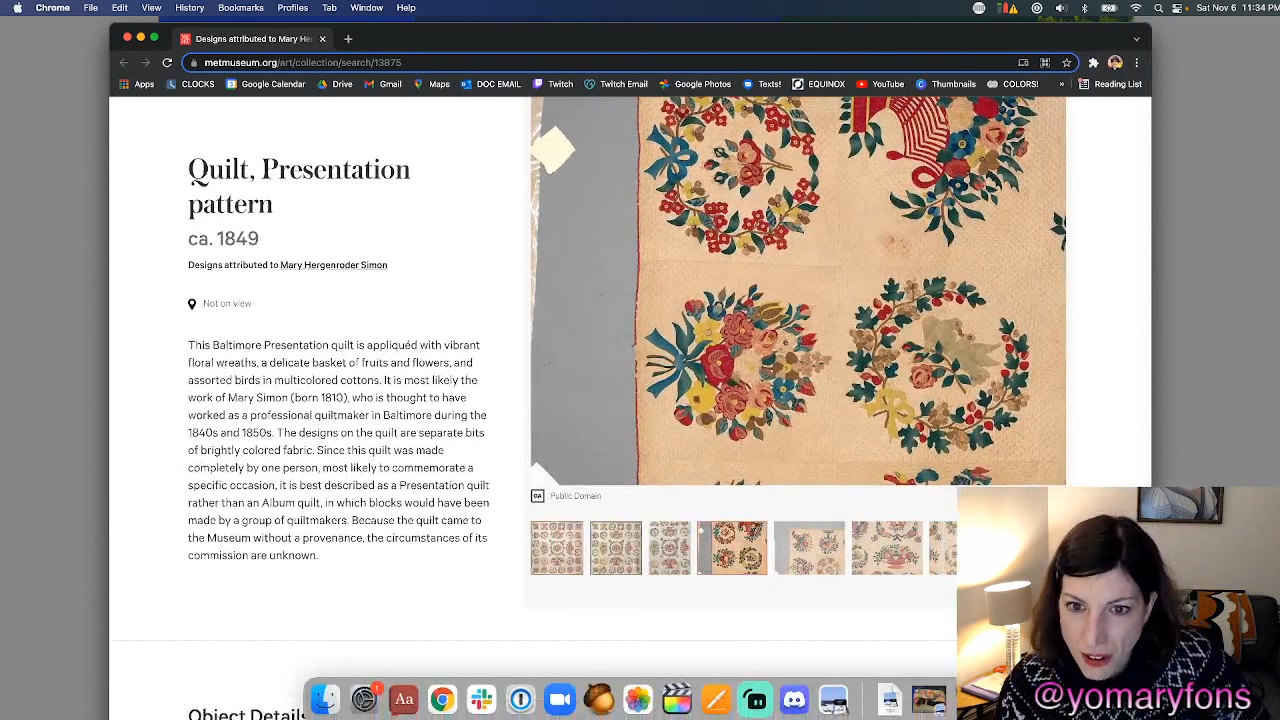 Chrome File Edit View History Bookmarks Profiles Tab Window Help Sat Nov 6 11:34 PM
Designs attributed to Mary Her
metmuseum.org/art/collection/search/13875
Apps CLOCKS Google Calendar Drive Gmail Maps DOC EMAIL Twitch Twitch Email Google Photos Texts! EQUINOX YouTube Thumbnails COLORS! » Reading List
Quilt, Presentation
pattern
ca. 1849
Designs attributed to Mary Hergenroder Simon
Not on view
This Baltimore Presentation quilt is appliquéd with vibrant
floral wreaths, a delicate basket of fruits and flowers, and
assorted birds in multicolored cottons. It is most likely the
work of Mary Simon (born 1810), who is thought to have
worked as a professional quiltmaker in Baltimore during the
1840s and 1850s. The designs on the quilt are separate bits
of brightly colored fabric. Since this quilt was made
completely by one person, most likely to commemorate a
specific occasion, it is best described as a Presentation quilt
rather than an Album quilt, in which blocks would have been
made by a group of quiltmakers. Because the quilt came to
the Museum without a provenance, the circumstances of its
commission are unknown.
OA Public Domain
Object Details
Aa
@yomaryfons